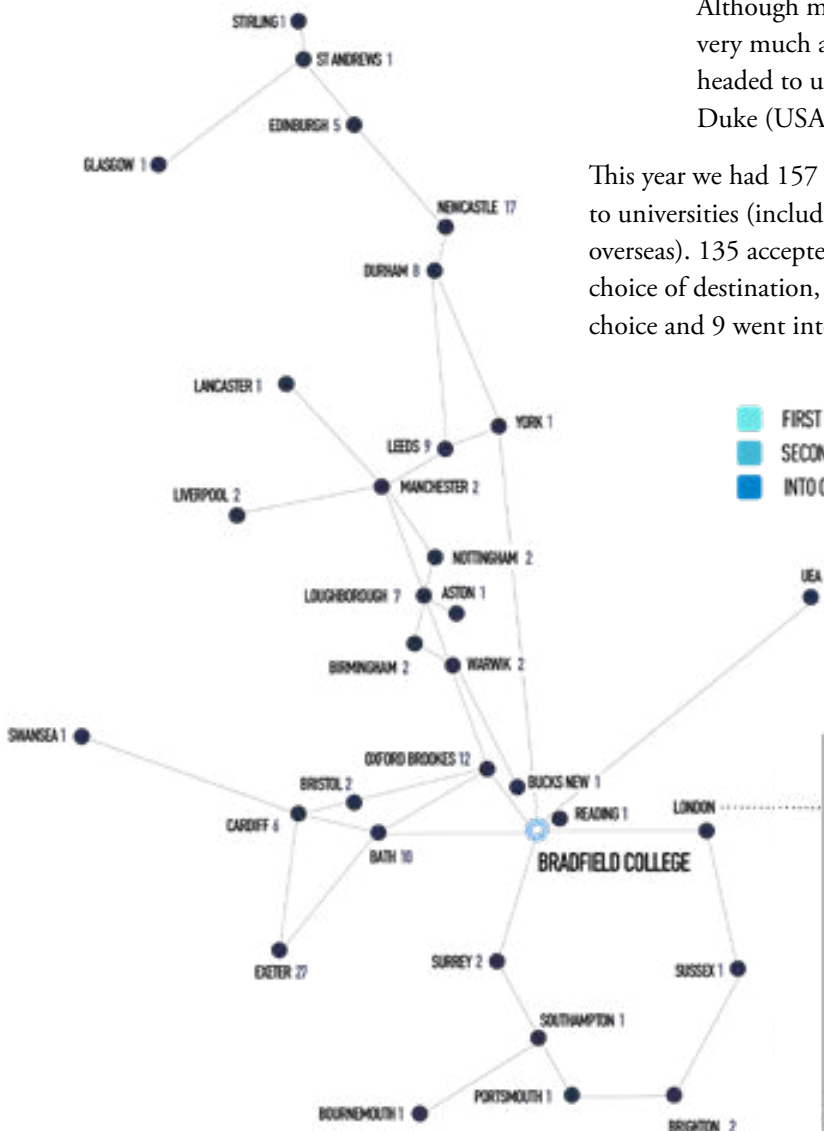 Although m
very much a
headed to u
Duke (USA
This year we had 157
to universities (includi
overseas). 135 accepte
choice of destination,
choice and 9 went int
STIRLING 1
ST ANDREWS 1
EDINBURGH 5
GLASGOW 1
NEWCASTLE 17
DURHAM 8
LANCASTER 1
YORK 1
LEEDS 9
MANCHESTER 2
LIVERPOOL 2
FIRST
SECON
INTO C
NOTTINGHAM 2
LOUGHBOROUGH 7
ASTON 1
UEA
BIRMINGHAM 2
WARWIK 2
SWANSEA 1
OXFORD BROOKES 12
BRISTOL 2
BUCKS NEW 1
READING 1
LONDON
CARDIFF 6
BATH 10
BRADFIELD COLLEGE
EXETER 27
SURREY 2
SUSSEX 1
SOUTHAMPTON 1
PORTSMOUTH 1
BOURNEMOUTH 1
BRIGHTON 2